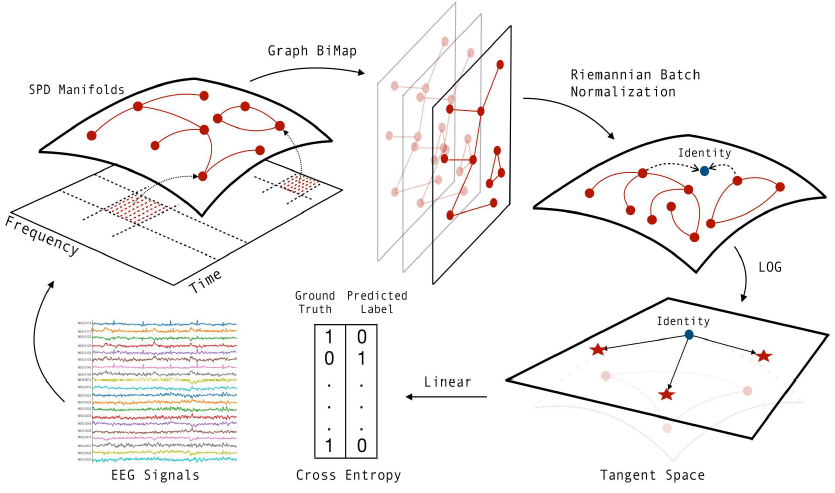 Graph BiMap
SPD Manifolds
Riemannian Batch
Normalization
Identity
Frequency
Time
LOG
Ground
Truth
Predicted
Label
Identity
1 0
0 1
. .
. .
. .
1 0
Linear
EEG Signals
Cross Entropy
Tangent Space